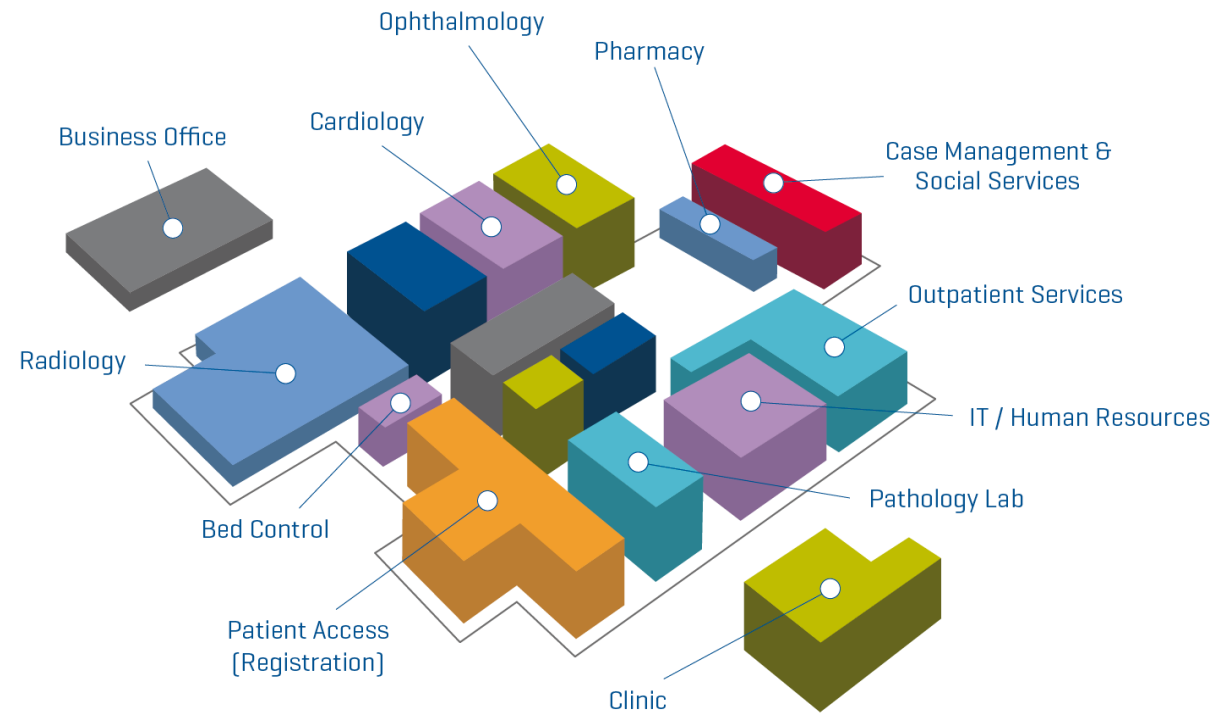 Ophthalmology
Pharmacy
Cardiology
Business Office
Case Management &
Social Services
Outpatient Services
Radiology
IT / Human Resources
Pathology Lab
Bed Control
Patient Access
(Registration)
Clinic